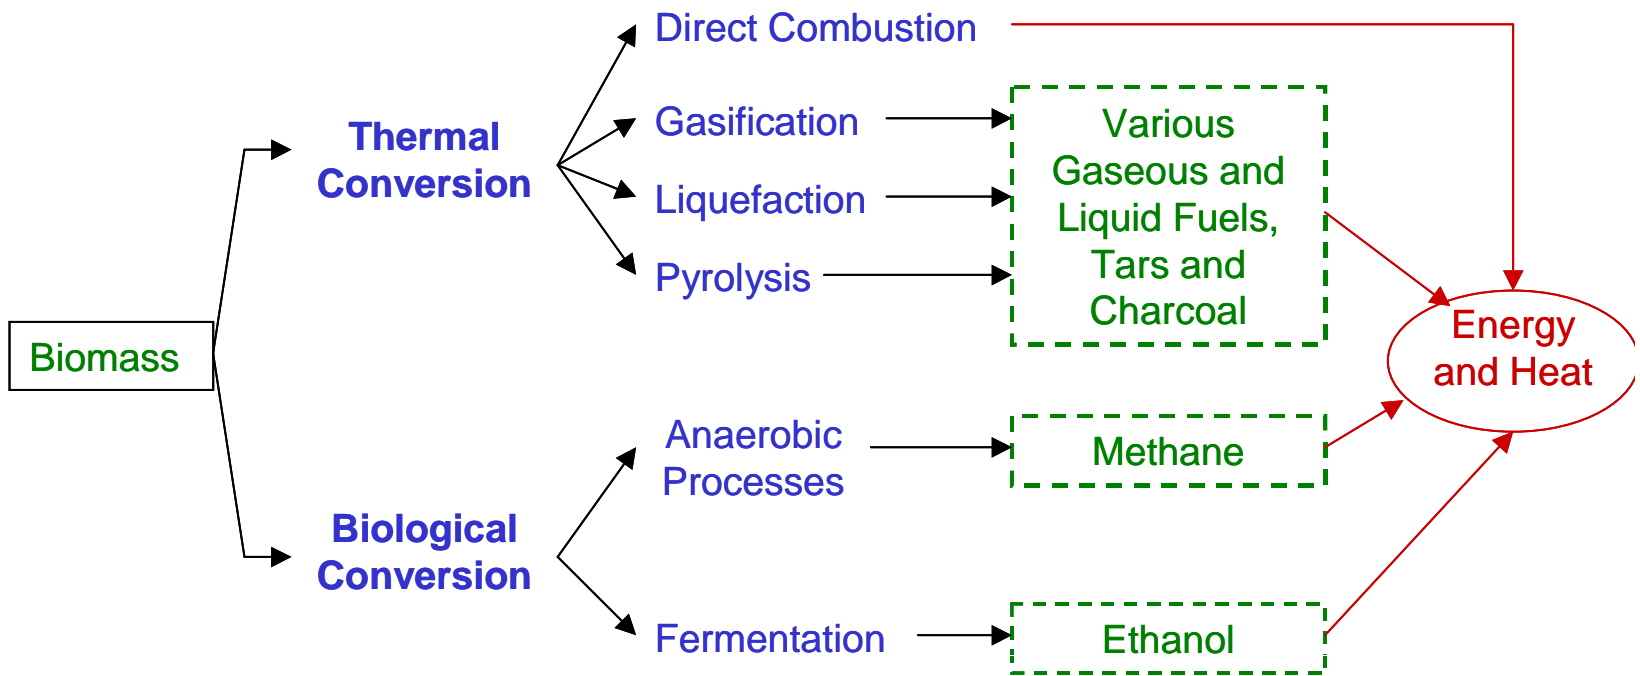 Direct Combustion
Gasification
Liquefaction
Pyrolysis
Thermal
Conversion
Various
Gaseous and
Liquid Fuels,
Tars and
Charcoal
Biomass
Energy
and Heat
Anaerobic
Processes
Methane
Biological
Conversion
Fermentation
Ethanol